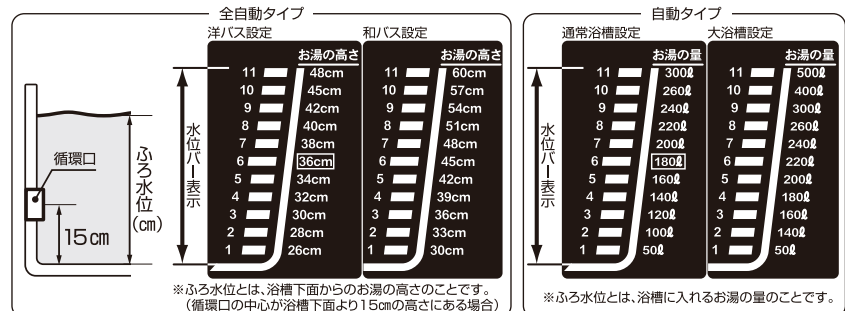 全自動タイプ
洋バス設定
お湯の高さ
11 48cm
10 45cm
9 42cm
8 40cm
7 38cm
6 36cm
5 34cm
4 32cm
3 30cm
2 28cm
1 26cm
水位バー表示
和バス設定
お湯の高さ
11 60cm
10 57cm
9 54cm
8 51cm
7 48cm
6 45cm
5 42cm
4 39cm
3 36cm
2 33cm
1 30cm
循環口
15cm
ふろ水位(cm)
※ふろ水位とは、浴槽下面からのお湯の高さのことです。
(循環口の中心が浴槽下面より15cmの高さにある場合)
自動タイプ
通常浴槽設定
お湯の量
11 300ℓ
10 260ℓ
9 240ℓ
8 220ℓ
7 200ℓ
6 180ℓ
5 160ℓ
4 140ℓ
3 120ℓ
2 100ℓ
1 50ℓ
水位バー表示
大浴槽設定
お湯の量
11 500ℓ
10 400ℓ
9 300ℓ
8 260ℓ
7 240ℓ
6 220ℓ
5 200ℓ
4 180ℓ
3 160ℓ
2 140ℓ
1 50ℓ
※ふろ水位とは、浴槽に入れるお湯の量のことです。